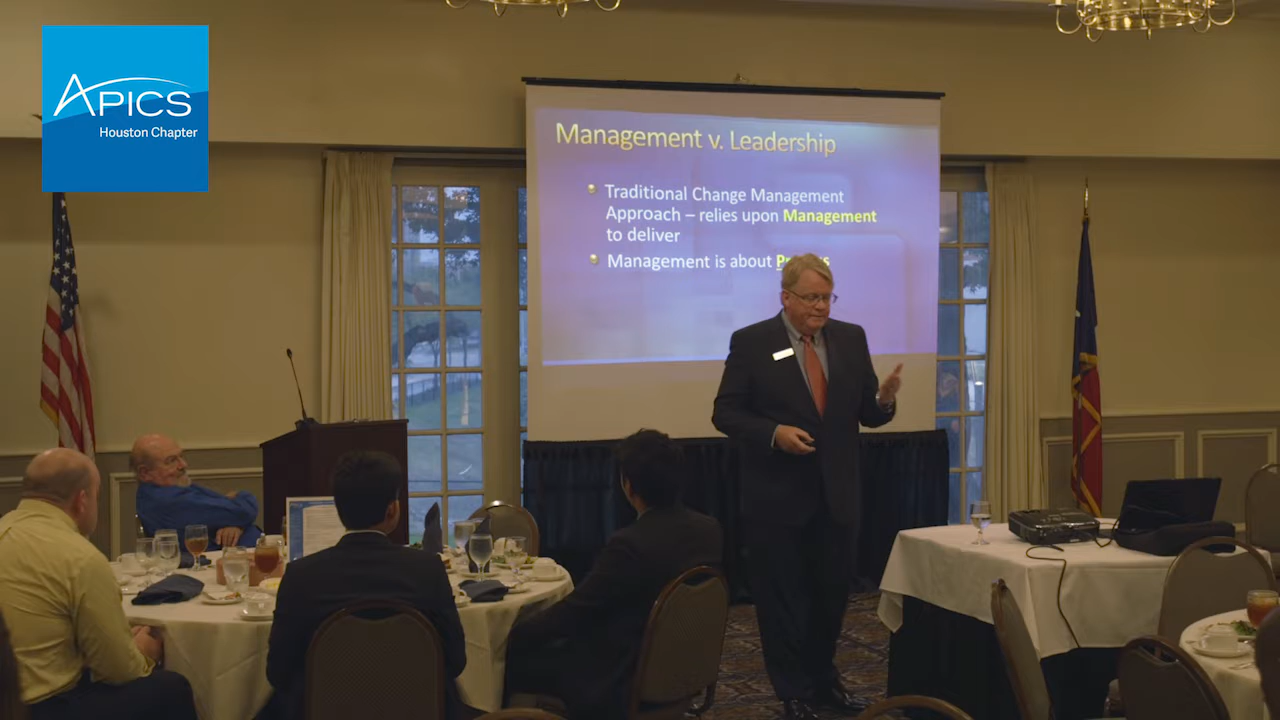 APICS
Houston Chapter
Management v. Leadership
Traditional Change Management
Approach – relies upon Management
to deliver
Management is about